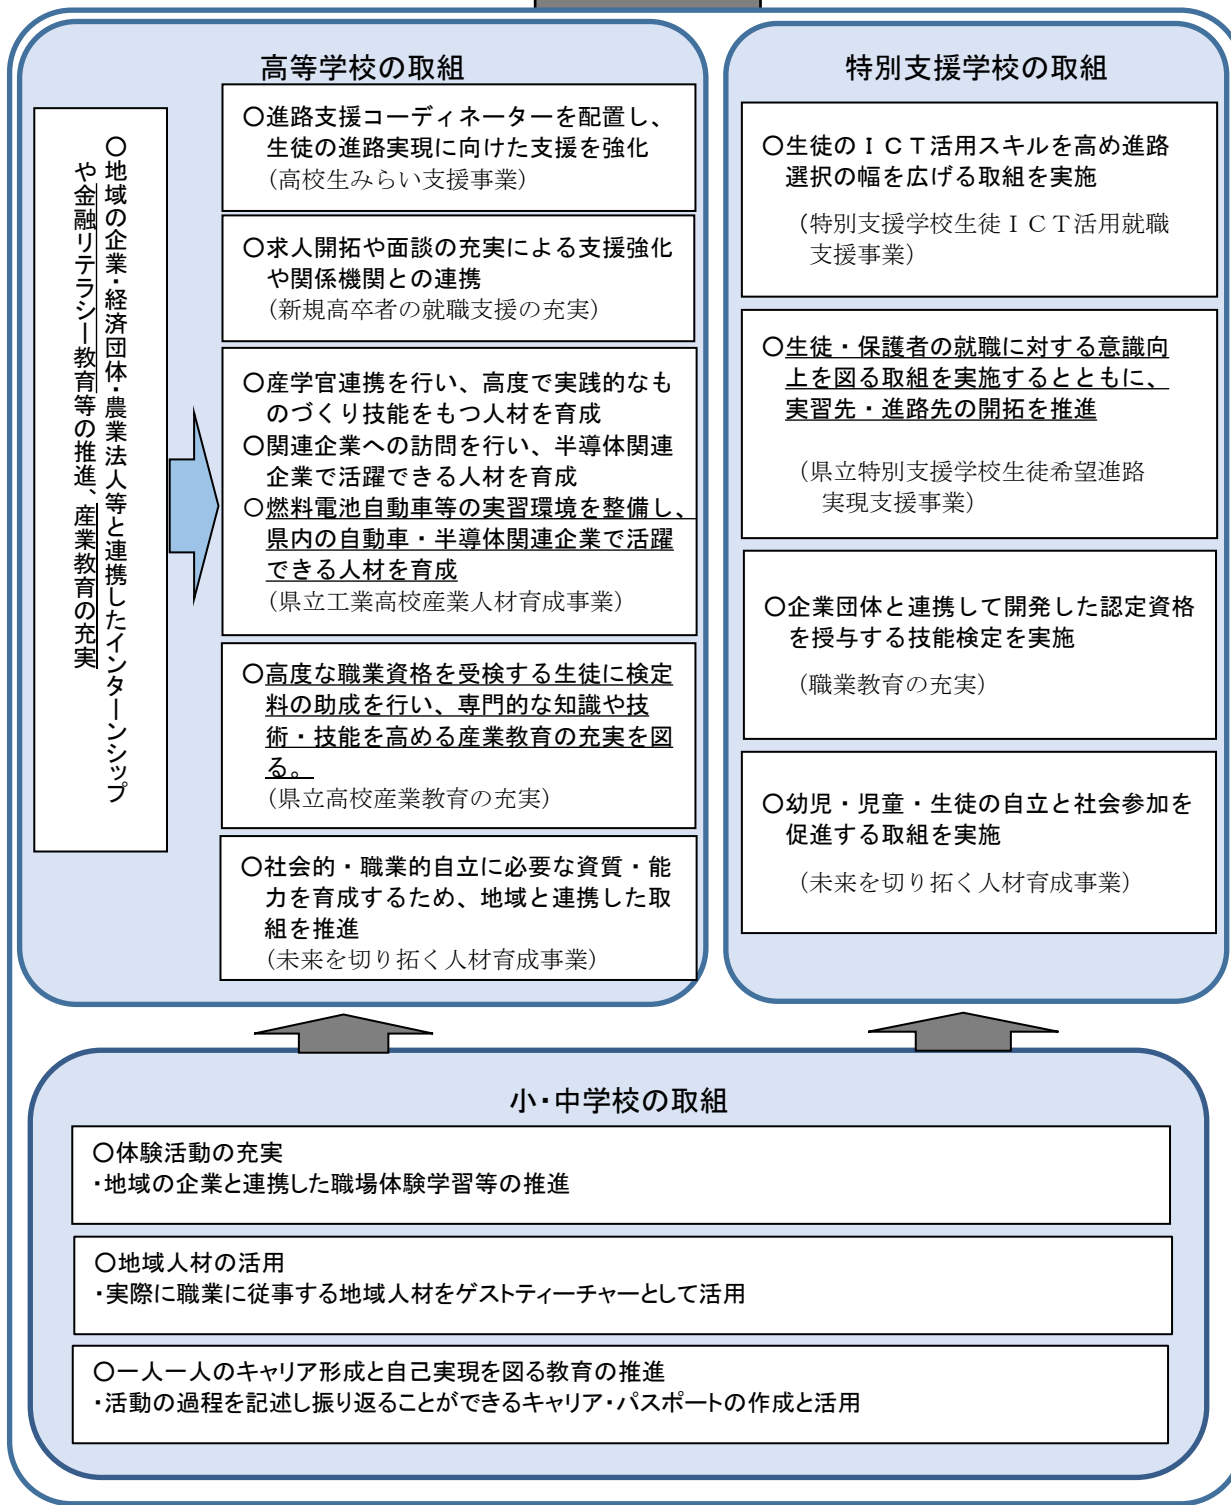 高等学校の取組
〇地域の企業・経済団体・農業法人等と連携したインターンシップ
や金融リテラシー教育等の推進、産業教育の充実
〇進路支援コーディネーターを配置し、
生徒の進路実現に向けた支援を強化
（高校生みらい支援事業）
〇求人開拓や面談の充実による支援強化
や関係機関との連携
（新規高卒者の就職支援の充実）
〇産学官連携を行い、高度で実践的なも
のづくり技能をもつ人材を育成
〇関連企業への訪問を行い、半導体関連
企業で活躍できる人材を育成
〇燃料電池自動車等の実習環境を整備し、
県内の自動車・半導体関連企業で活躍
できる人材を育成
（県立工業高校産業人材育成事業）
〇高度な職業資格を受検する生徒に検定
料の助成を行い、専門的な知識や技
術・技能を高める産業教育の充実を図
る。
（県立高校産業教育の充実）
〇社会的・職業的自立に必要な資質・能
力を育成するため、地域と連携した取
組を推進
（未来を切り拓く人材育成事業）
特別支援学校の取組
〇生徒のＩＣＴ活用スキルを高め進路
選択の幅を広げる取組を実施
（特別支援学校生徒ＩＣＴ活用就職
支援事業）
〇生徒・保護者の就職に対する意識向
上を図る取組を実施するとともに、
実習先・進路先の開拓を推進
（県立特別支援学校生徒希望進路
実現支援事業）
〇企業団体と連携して開発した認定資格
を授与する技能検定を実施
（職業教育の充実）
〇幼児・児童・生徒の自立と社会参加を
促進する取組を実施
（未来を切り拓く人材育成事業）
小・中学校の取組
〇体験活動の充実
・地域の企業と連携した職場体験学習等の推進
〇地域人材の活用
・実際に職業に従事する地域人材をゲストティーチャーとして活用
〇一人一人のキャリア形成と自己実現を図る教育の推進
・活動の過程を記述し振り返ることができるキャリア・パスポートの作成と活用